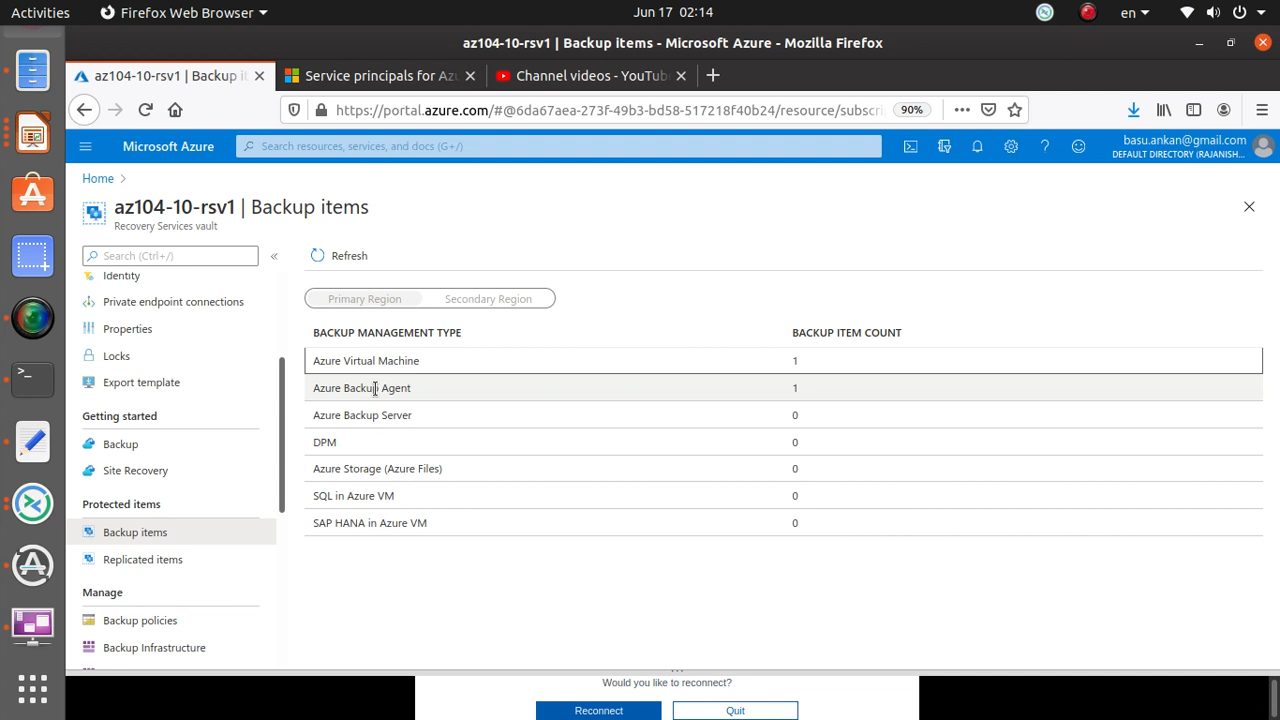 Activities Firefox Web Browser Jun 17 02:14 en
az104-10-rsv1 | Backup items - Microsoft Azure - Mozilla Firefox
az104-10-rsv1 | Backup it Service principals for Az Channel videos - YouTub
https://portal.azure.com/#@6da67aea-273f-49b3-bd58-517218f40b24/resource/subscri 90%
Microsoft Azure Search resources, services, and docs (G+/) basu.ankan@gmail.com
DEFAULT DIRECTORY (RAJANISH...
Home
az104-10-rsv1 | Backup items
Recovery Services vault
Search (Ctrl+/) Refresh
Identity
Private endpoint connections
Properties
Locks
Export template
Getting started
Backup
Site Recovery
Protected items
Backup items
Replicated items
Manage
Backup policies
Backup Infrastructure
Primary Region Secondary Region
BACKUP MANAGEMENT TYPE BACKUP ITEM COUNT
Azure Virtual Machine 1
Azure Backup Agent 1
Azure Backup Server 0
DPM 0
Azure Storage (Azure Files) 0
SQL in Azure VM 0
SAP HANA in Azure VM 0
Would you like to reconnect?
Reconnect Quit